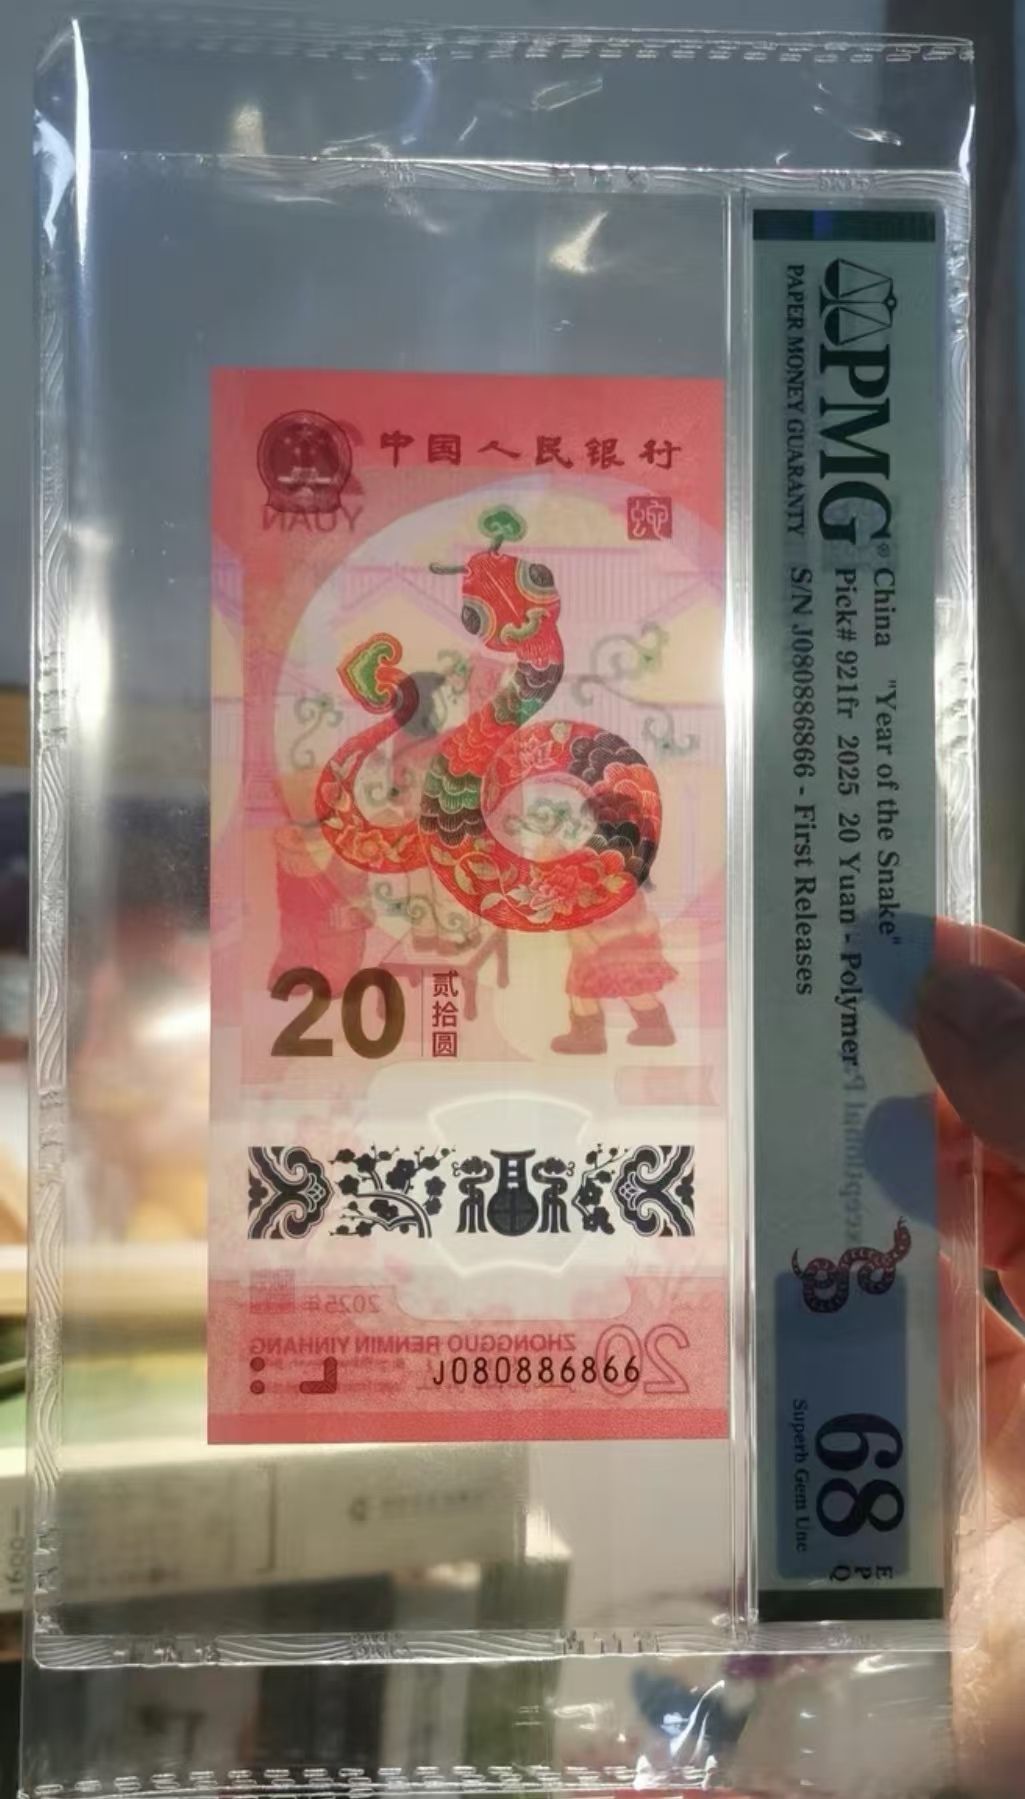 中国人民银行
YUAN
蛇
20
贰拾圆
2025年
ZHONGGUO RENMIN YINHANG
20
J080886866
PMG®
PAPER MONEY GUARANTY
China "Year of the Snake"
Pick# 921fr 2025 20 Yuan - Polymer
S/N J080886866 - First Releases
68
E
P
Q
Superb Gem Unc